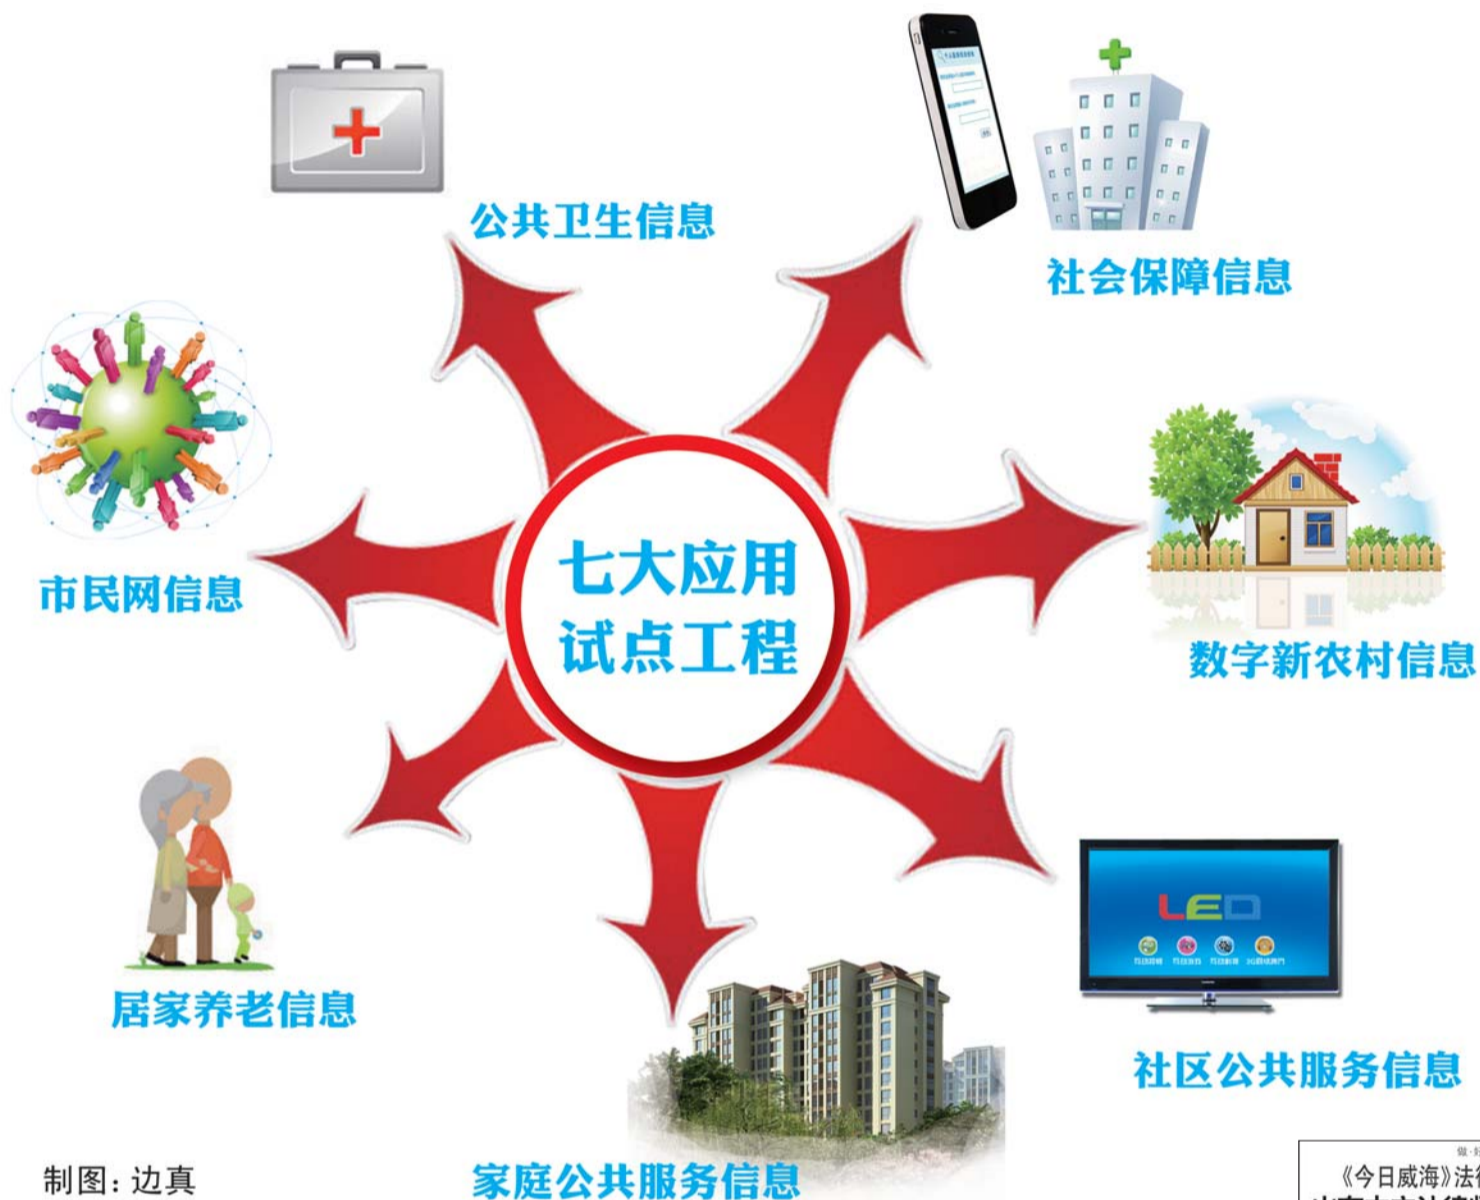 公共卫生信息
社会保障信息
市民网信息
七大应用
试点工程
数字新农村信息
LED
居家养老信息
社区公共服务信息
家庭公共服务信息
制图：边真
《今日威海》法律